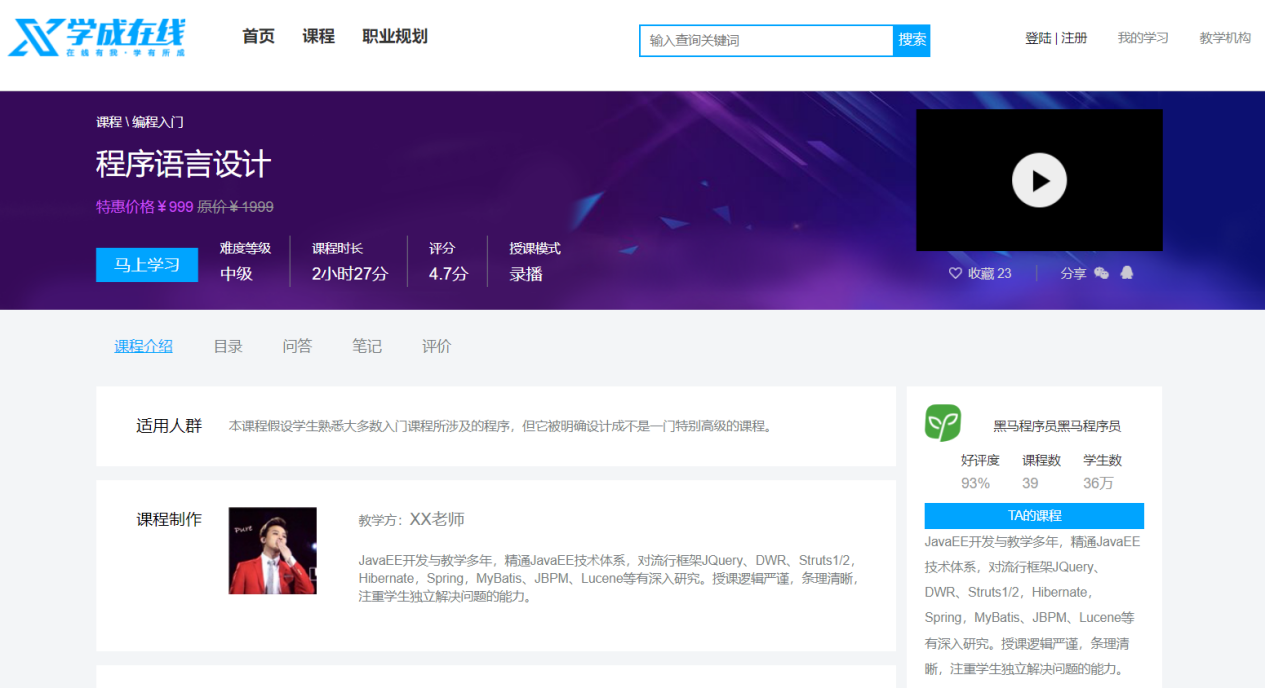 学成在线
在线有我·学有所成
首页 课程 职业规划
输入查询关键词 搜索
登陆 | 注册 我的学习 教学机构
课程 \ 编程入门
程序语言设计
特惠价格￥999 原价￥1999
马上学习
难度等级 课程时长 评分 授课模式
中级 2小时27分 4.7分 录播
收藏 23 分享
课程介绍 目录 问答 笔记 评价
适用人群 本课程假设学生熟悉大多数入门课程所涉及的程序，但它被明确设计成不是一门特别高级的课程。
课程制作
Pure
教学方：XX老师
JavaEE开发与教学多年，精通JavaEE技术体系，对流行框架JQuery、DWR、Struts1/2，
Hibernate，Spring，MyBatis、JBPM、Lucene等有深入研究。授课逻辑严谨，条理清晰，
注重学生独立解决问题的能力。
黑马程序员黑马程序员
好评度 课程数 学生数
93% 39 36万
TA的课程
JavaEE开发与教学多年，精通JavaEE
技术体系，对流行框架JQuery、
DWR、Struts1/2，Hibernate，
Spring，MyBatis、JBPM、Lucene等
有深入研究。授课逻辑严谨，条理清
晰，注重学生独立解决问题的能力。